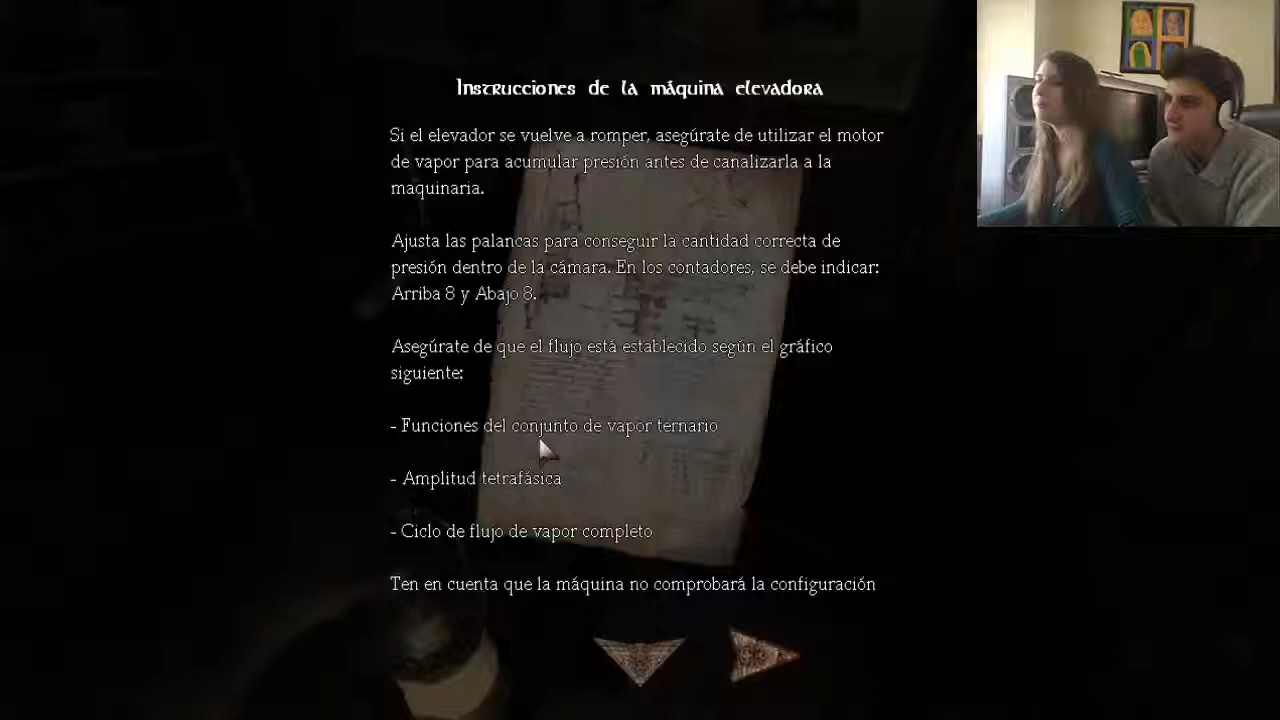 Instrucciones de la máquina elevadora
Si el elevador se vuelve a romper, asegúrate de utilizar el motor
de vapor para acumular presión antes de canalizarla a la
maquinaria.
Ajusta las palancas para conseguir la cantidad correcta de
presión dentro de la cámara. En los contadores, se debe indicar:
Arriba 8 y Abajo 8.
Asegúrate de que el flujo está establecido según el gráfico
siguiente:
- Funciones del conjunto de vapor ternario
- Amplitud tetrafásica
- Ciclo de flujo de vapor completo
Ten en cuenta que la máquina no comprobará la configuración